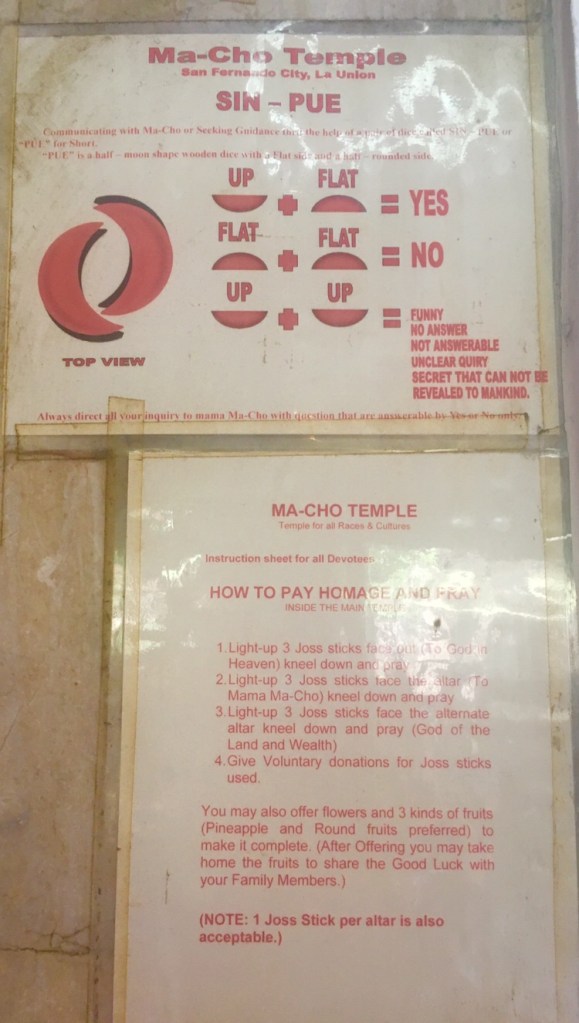 Ma-Cho Temple
San Fernando City, La Union
SIN – PUE
Communicating with Ma-Cho or Seeking Guidance thru the help of a pair of dice called SIN – PUE or
"PUE" for Short.
"PUE" is a half – moon shape wooden dice with a Flat side and a half – rounded side.
UP FLAT
= YES
FLAT FLAT
= NO
UP UP
= FUNNY
NO ANSWER
NOT ANSWERABLE
UNCLEAR QUIRY
SECRET THAT CAN NOT BE
REVEALED TO MANKIND.
TOP VIEW
Always direct all your inquiry to mama Ma-Cho with question that are answerable by Yes or No only.
MA-CHO TEMPLE
Temple for all Races & Cultures
Instruction sheet for all Devotees
HOW TO PAY HOMAGE AND PRAY
INSIDE THE MAIN TEMPLE
1. Light-up 3 Joss sticks face out (To God in
Heaven) kneel down and pray
2. Light-up 3 Joss sticks face the altar (To
Mama Ma-Cho) kneel down and pray
3. Light-up 3 Joss sticks face the alternate
altar kneel down and pray (God of the
Land and Wealth)
4. Give Voluntary donations for Joss sticks
used.
You may also offer flowers and 3 kinds of fruits
(Pineapple and Round fruits preferred) to
make it complete. (After Offering you may take
home the fruits to share the Good Luck with
your Family Members.)
(NOTE: 1 Joss Stick per altar is also
acceptable.)